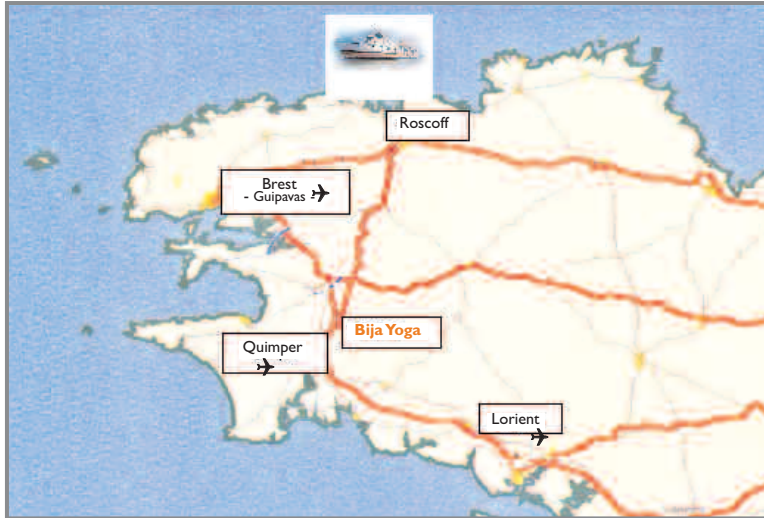 Roscoff
Brest
- Guipavas -
Bija Yoga
Quimper
Lorient